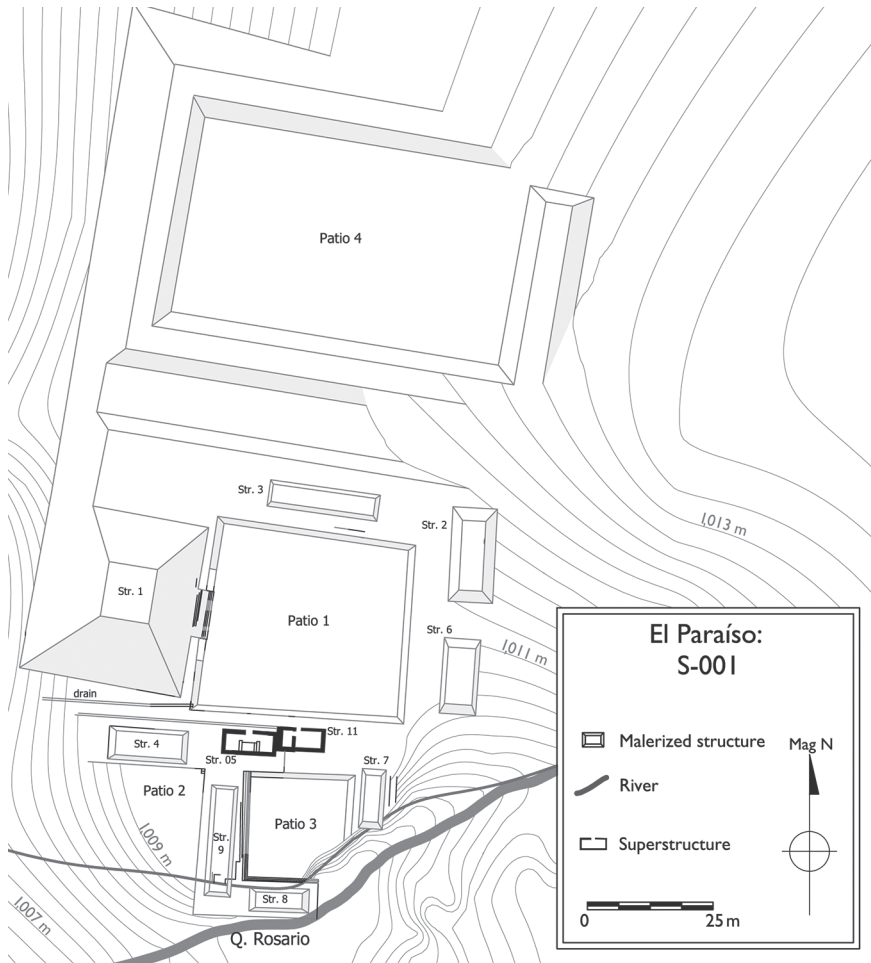 Patio 4
Str. 3
Str. 2
1,013 m
Str. 1
Patio 1
Str. 6
1,011 m
drain
Str. 11
Str. 4
Str. 05
Str. 7
Patio 2
Patio 3
1,009 m
Str.
9
Str. 8
1,007 m
Q. Rosario
El Paraíso:
S-001
Malerized structure
Mag N
River
Superstructure
0 25 m